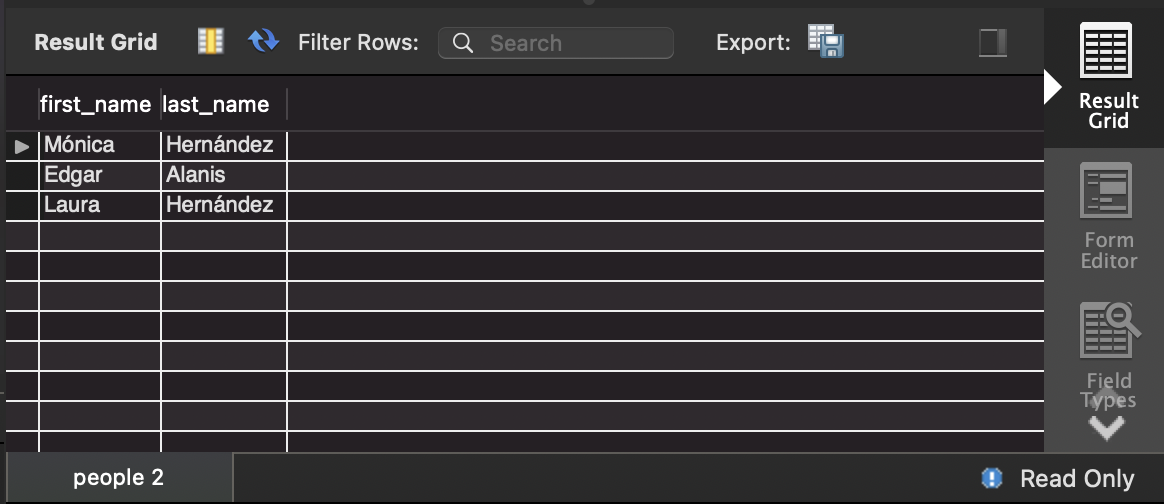 Result Grid Filter Rows: Search Export:
first_name last_name
Mónica Hernández
Edgar Alanis
Laura Hernández
Result
Grid
Form
Editor
Field
Types
people 2 Read Only